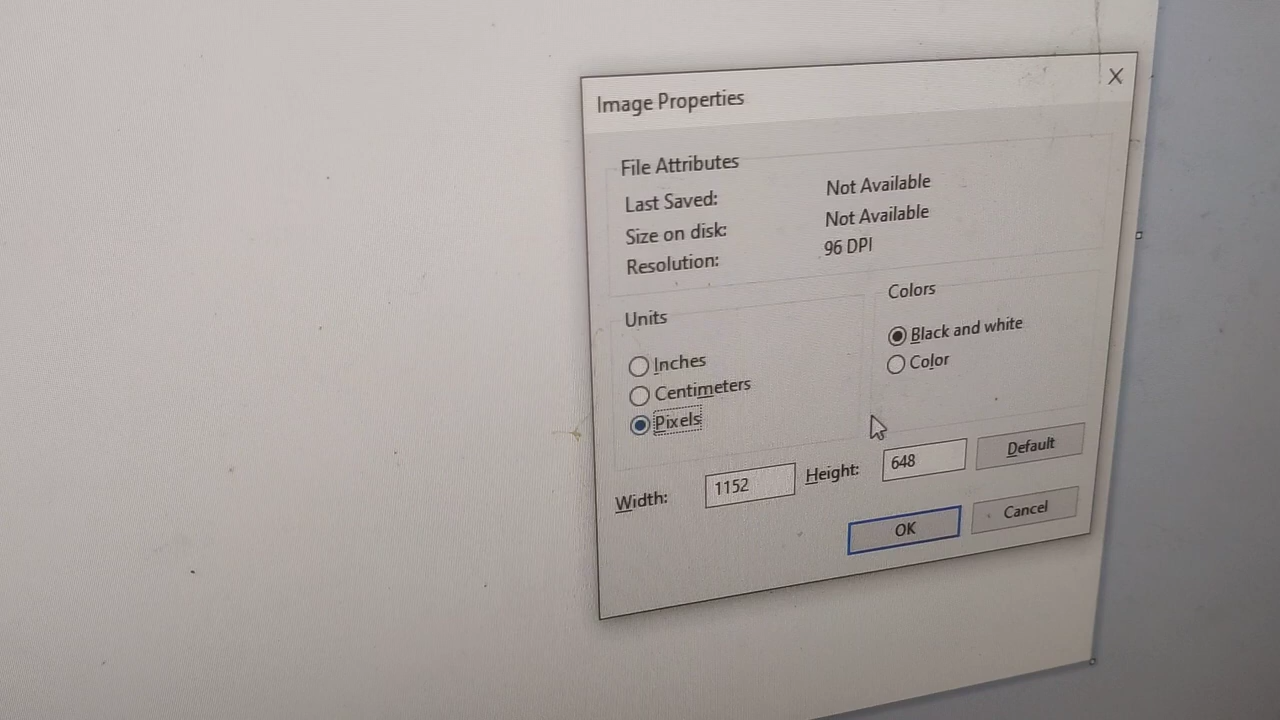 Image Properties
File Attributes
Last Saved: Not Available
Size on disk: Not Available
Resolution: 96 DPI
Units
Inches
Centimeters
Pixels
Colors
Black and white
Color
Width: 1152 Height: 648 Default
OK Cancel